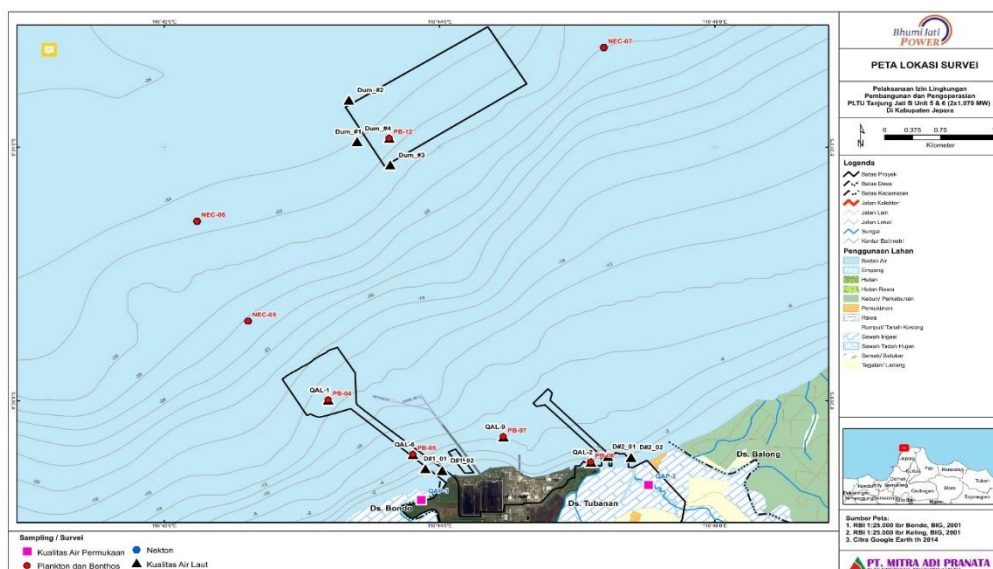 Bhumi Jati
POWER
PETA LOKASI SURVEI
Pelaksanaan Izin Lingkungan
Pembangunan dan Pengoperasian
PLTU Tanjung Jati B Unit 5 & 6 (2x1.070 MW)
Di Kabupaten Jepara
0 0.375 0.75
Kilometer
Legenda
Batas Proyek
Batas Desa
Batas Kecamatan
Jalan Kolektor
Jalan Lain
Jalan Lokal
Sungai
Kontur Batimetri
Penggunaan Lahan
Badan Air
Empang
Hutan
Hutan Rawa
Kebun/ Perkebunan
Pemukiman
Rawa
Rumput/ Tanah Kosong
Sawah Irigasi
Sawah Tadah Hujan
Semak/ Belukar
Tegalan/ Ladang
Sumber Peta:
1. RBI 1:25.000 lbr Bondo, BIG, 2001
2. RBI 1:25.000 lbr Keling, BIG, 2001
3. Citra Google Earth th 2014
PT. MITRA ADI PRANATA
NEC-07
Dum_#2
Dum_#1
Dum_#4
PB-12
Dum_#3
NEC-06
NEC-05
QAL-1
PB-04
QAL-6
PB-05
D#1_01
D#1_02
PB-07
QAL-2
D#2_01
D#2_02
QAP-2
Ds. Bondo
Ds. Tubanan
Ds. Balong
Sampling / Survei
Kualitas Air Permukaan
Nekton
Plankton dan Benthos
Kualitas Air Laut